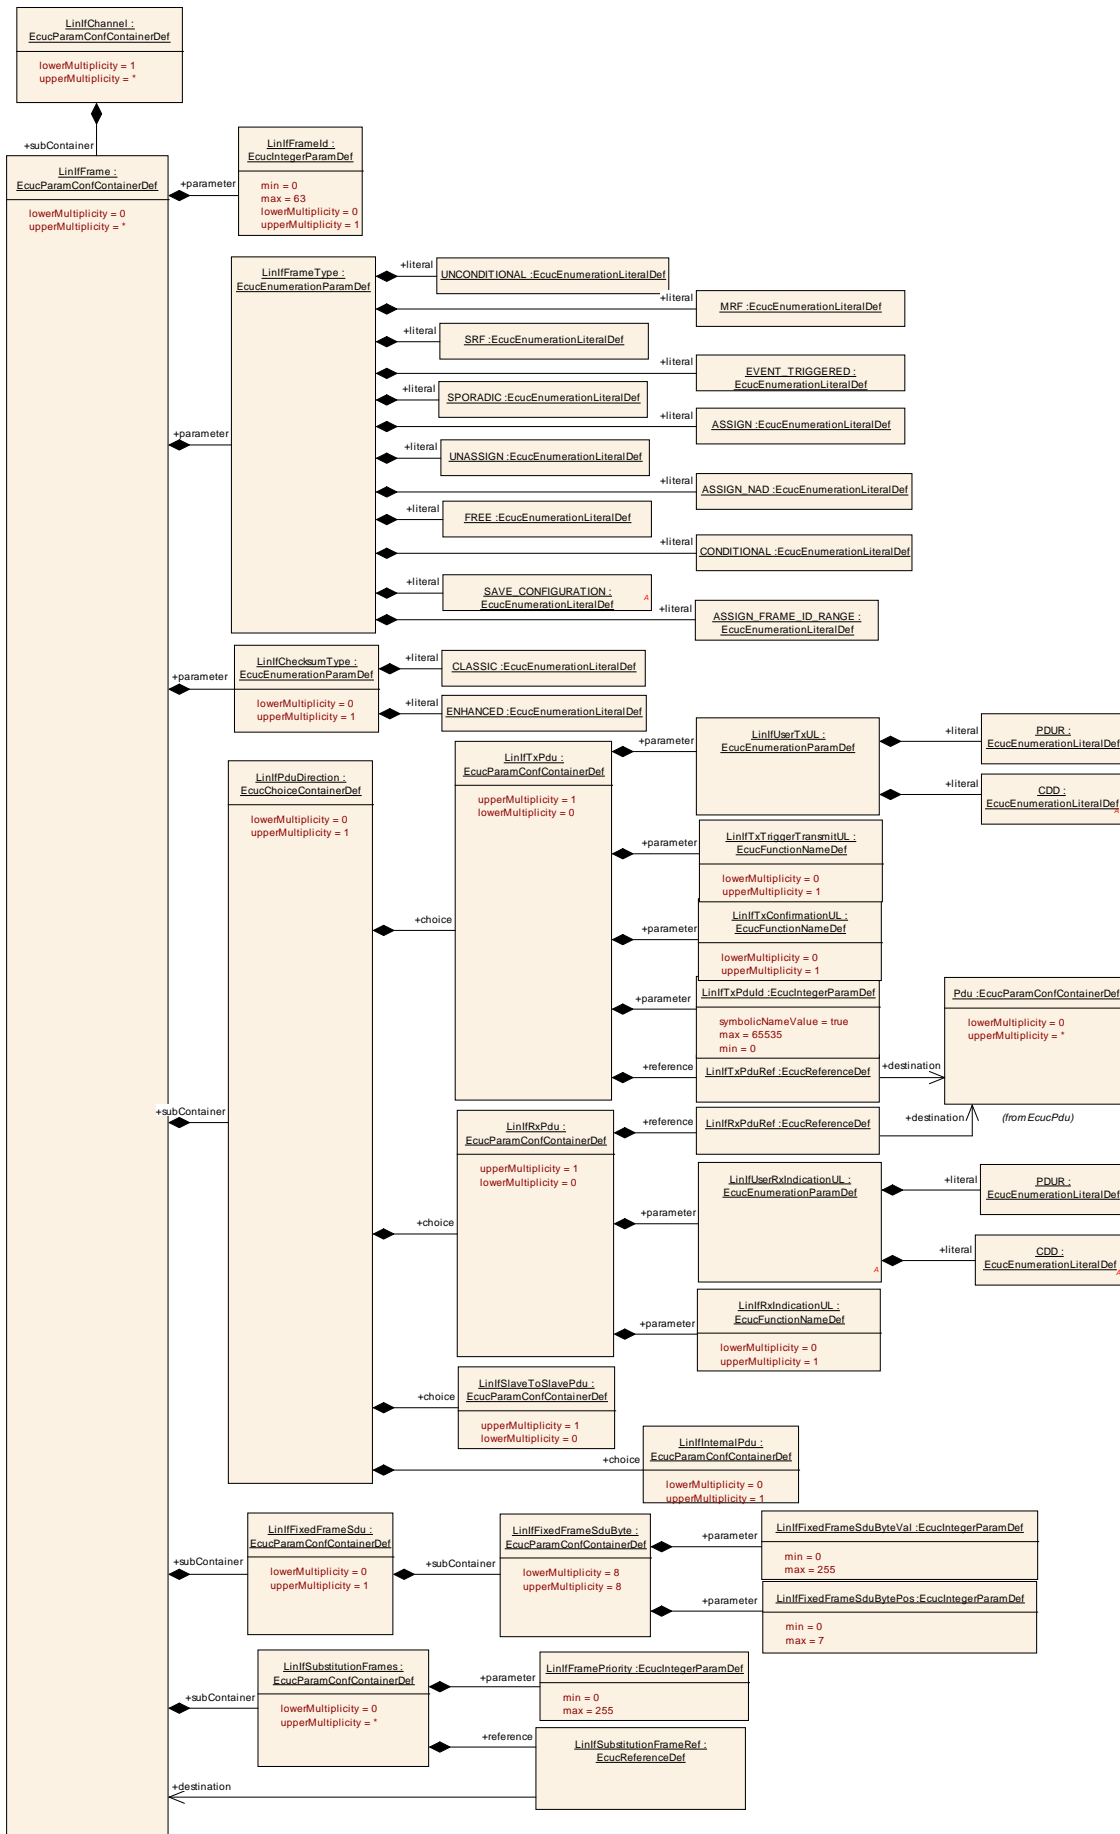 LinIfChannel :
EcucParamConfContainerDef
lowerMultiplicity = 1
upperMultiplicity = *
+subContainer
LinIfFrame :
EcucParamConfContainerDef
lowerMultiplicity = 0
upperMultiplicity = *
+parameter
LinIfFrameId :
EcucIntegerParamDef
min = 0
max = 63
lowerMultiplicity = 0
upperMultiplicity = 1
+parameter
LinIfFrameType :
EcucEnumerationParamDef
+literal
UNCONDITIONAL :EcucEnumerationLiteralDef
+literal
MRF :EcucEnumerationLiteralDef
+literal
SRF :EcucEnumerationLiteralDef
+literal
EVENT_TRIGGERED :
EcucEnumerationLiteralDef
+literal
SPORADIC :EcucEnumerationLiteralDef
+literal
ASSIGN :EcucEnumerationLiteralDef
+literal
UNASSIGN :EcucEnumerationLiteralDef
+literal
ASSIGN_NAD :EcucEnumerationLiteralDef
+literal
FREE :EcucEnumerationLiteralDef
+literal
CONDITIONAL :EcucEnumerationLiteralDef
+literal
SAVE_CONFIGURATION :
EcucEnumerationLiteralDef
A
+literal
ASSIGN_FRAME_ID_RANGE :
EcucEnumerationLiteralDef
+parameter
LinIfChecksumType :
EcucEnumerationParamDef
lowerMultiplicity = 0
upperMultiplicity = 1
+literal
CLASSIC :EcucEnumerationLiteralDef
+literal
ENHANCED :EcucEnumerationLiteralDef
+subContainer
LinIfPduDirection :
EcucChoiceContainerDef
lowerMultiplicity = 0
upperMultiplicity = 1
+choice
LinIfTxPdu :
EcucParamConfContainerDef
upperMultiplicity = 1
lowerMultiplicity = 0
+parameter
LinIfUserTxUL :
EcucEnumerationParamDef
+literal
PDUR :
EcucEnumerationLiteralDef
+literal
CDD :
EcucEnumerationLiteralDef
A
+parameter
LinIfTxTriggerTransmitUL :
EcucFunctionNameDef
lowerMultiplicity = 0
upperMultiplicity = 1
+parameter
LinIfTxConfirmationUL :
EcucFunctionNameDef
lowerMultiplicity = 0
upperMultiplicity = 1
+parameter
LinIfTxPduId :EcucIntegerParamDef
symbolicNameValue = true
max = 65535
min = 0
+reference
LinIfTxPduRef :EcucReferenceDef
+destination
Pdu :EcucParamConfContainerDef
lowerMultiplicity = 0
upperMultiplicity = *
(from EcucPdu)
+choice
LinIfRxPdu :
EcucParamConfContainerDef
upperMultiplicity = 1
lowerMultiplicity = 0
+reference
LinIfRxPduRef :EcucReferenceDef
+destination
+parameter
LinIfUserRxIndicationUL :
EcucEnumerationParamDef
A
+literal
PDUR :
EcucEnumerationLiteralDef
+literal
CDD :
EcucEnumerationLiteralDef
A
+parameter
LinIfRxIndicationUL :
EcucFunctionNameDef
lowerMultiplicity = 0
upperMultiplicity = 1
+choice
LinIfSlaveToSlavePdu :
EcucParamConfContainerDef
upperMultiplicity = 1
lowerMultiplicity = 0
+choice
LinIfInternalPdu :
EcucParamConfContainerDef
lowerMultiplicity = 0
upperMultiplicity = 1
+subContainer
LinIfFixedFrameSdu :
EcucParamConfContainerDef
lowerMultiplicity = 0
upperMultiplicity = 1
+subContainer
LinIfFixedFrameSduByte :
EcucParamConfContainerDef
lowerMultiplicity = 8
upperMultiplicity = 8
+parameter
LinIfFixedFrameSduByteVal :EcucIntegerParamDef
min = 0
max = 255
+parameter
LinIfFixedFrameSduBytePos :EcucIntegerParamDef
min = 0
max = 7
+subContainer
LinIfSubstitutionFrames :
EcucParamConfContainerDef
lowerMultiplicity = 0
upperMultiplicity = *
+parameter
LinIfFramePriority :EcucIntegerParamDef
min = 0
max = 255
+reference
LinIfSubstitutionFrameRef :
EcucReferenceDef
+destination